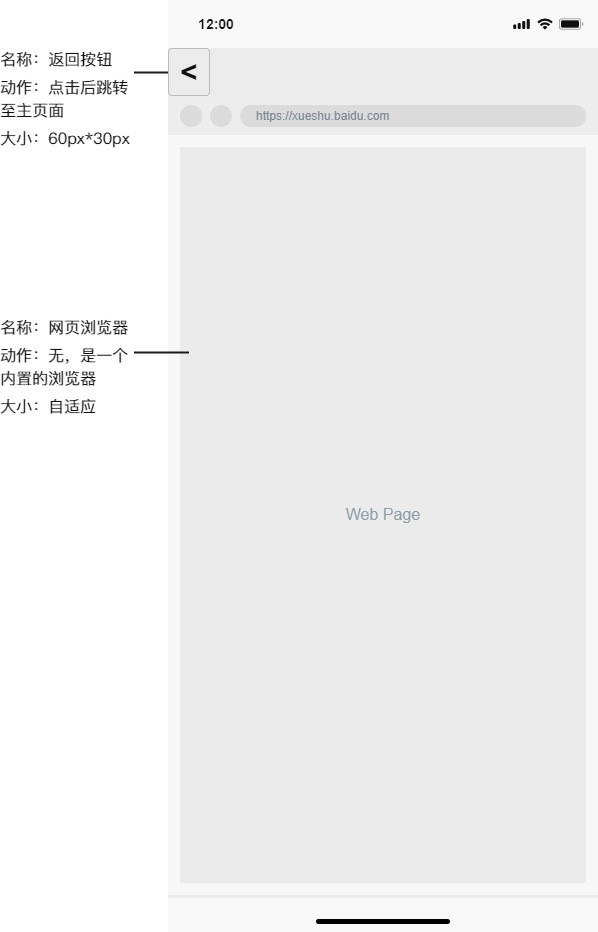 12:00
名称：返回按钮
动作：点击后跳转
至主页面
大小：60px*30px
<
https://xueshu.baidu.com
名称：网页浏览器
动作：无，是一个
内置的浏览器
大小：自适应
Web Page